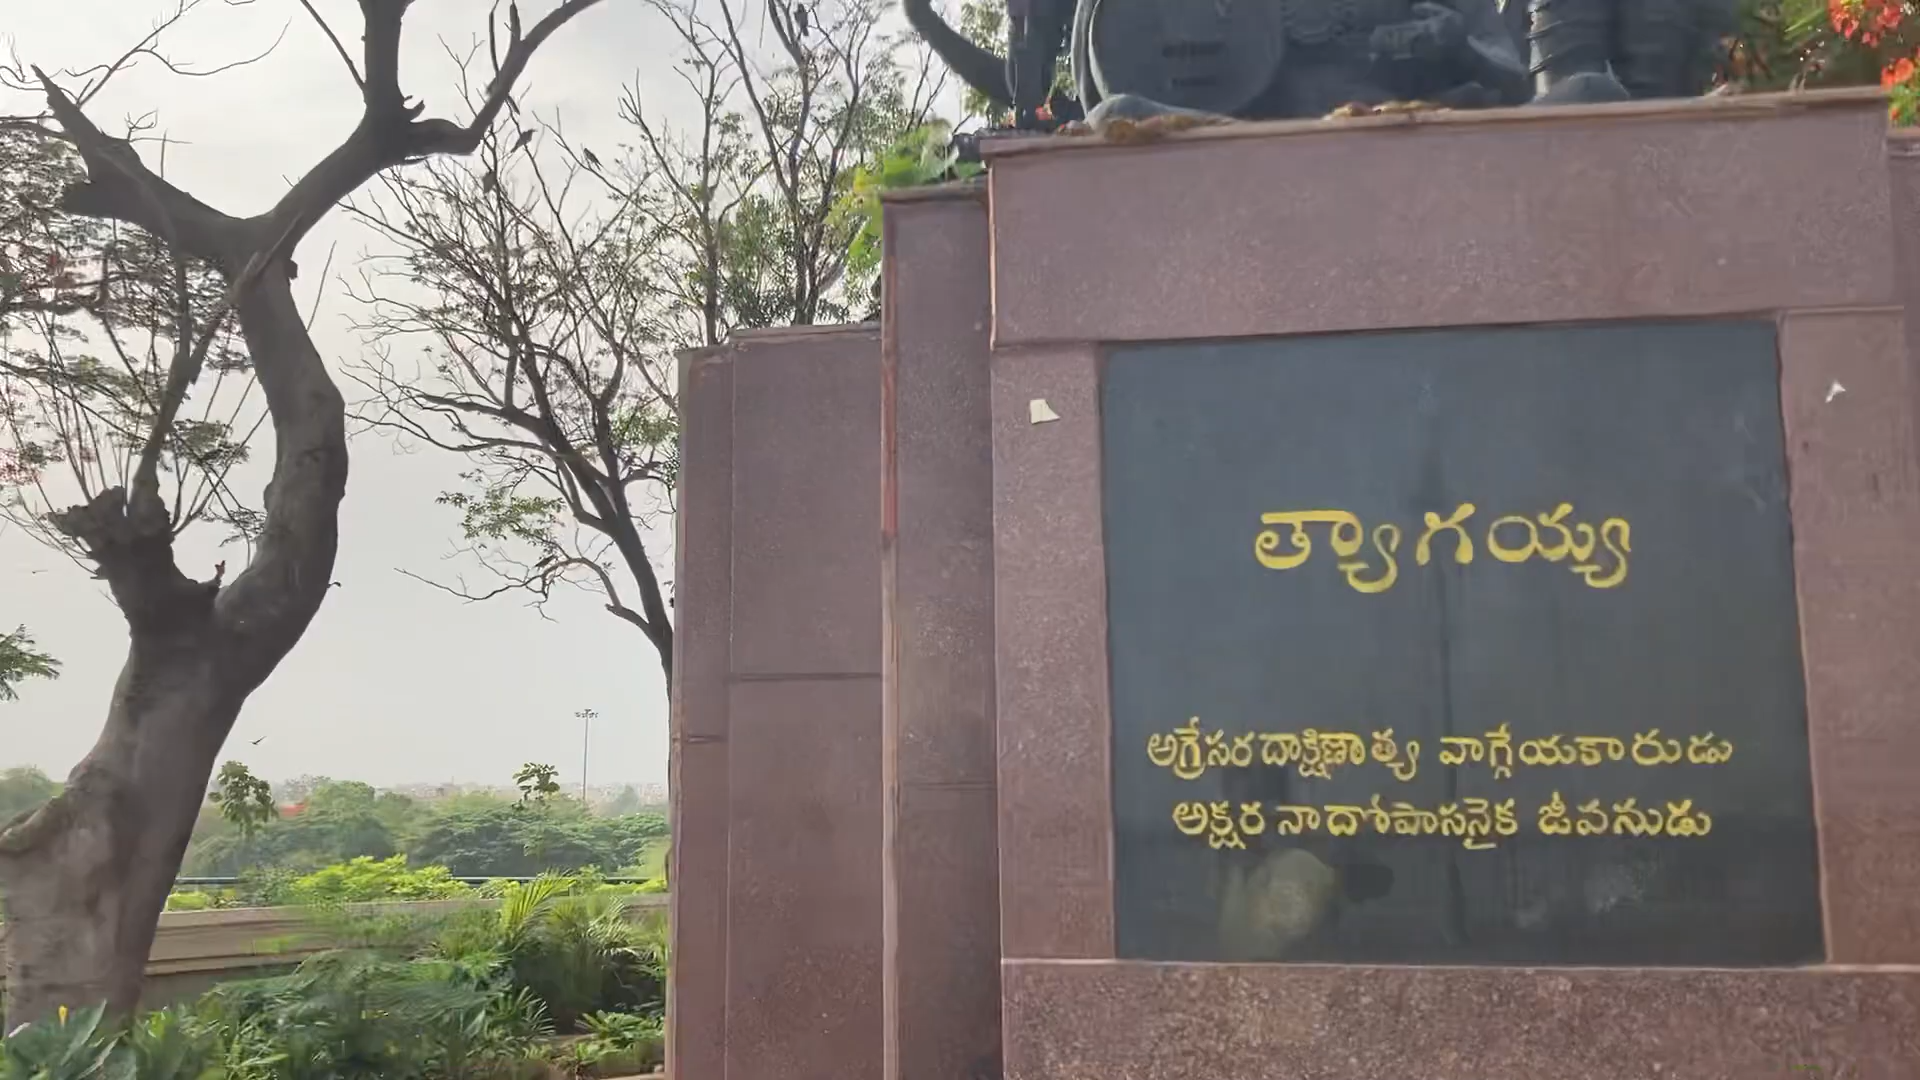 త్యాగయ్య
అగ్రేసర దాక్షిణాత్య వాగ్గేయకారుడు
అక్షర నాదోపాసనైక జీవనుడు